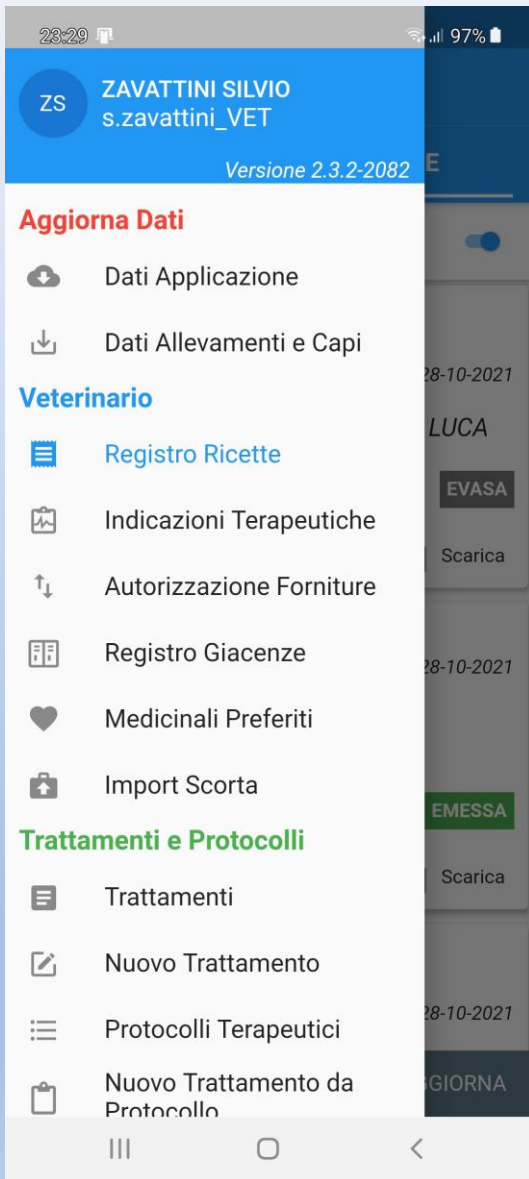 23:29
97%
ZS
ZAVATTINI SILVIO
s.zavattini_VET
Versione 2.3.2-2082
E
Aggiorna Dati
Dati Applicazione
Dati Allevamenti e Capi
28-10-2021
Veterinario
LUCA
Registro Ricette
EVASA
Indicazioni Terapeutiche
Scarica
Autorizzazione Forniture
Registro Giacenze
28-10-2021
Medicinali Preferiti
Import Scorta
EMESSA
Trattamenti e Protocolli
Scarica
Trattamenti
Nuovo Trattamento
Protocolli Terapeutici
28-10-2021
Nuovo Trattamento da
Protocollo
GGIORNA